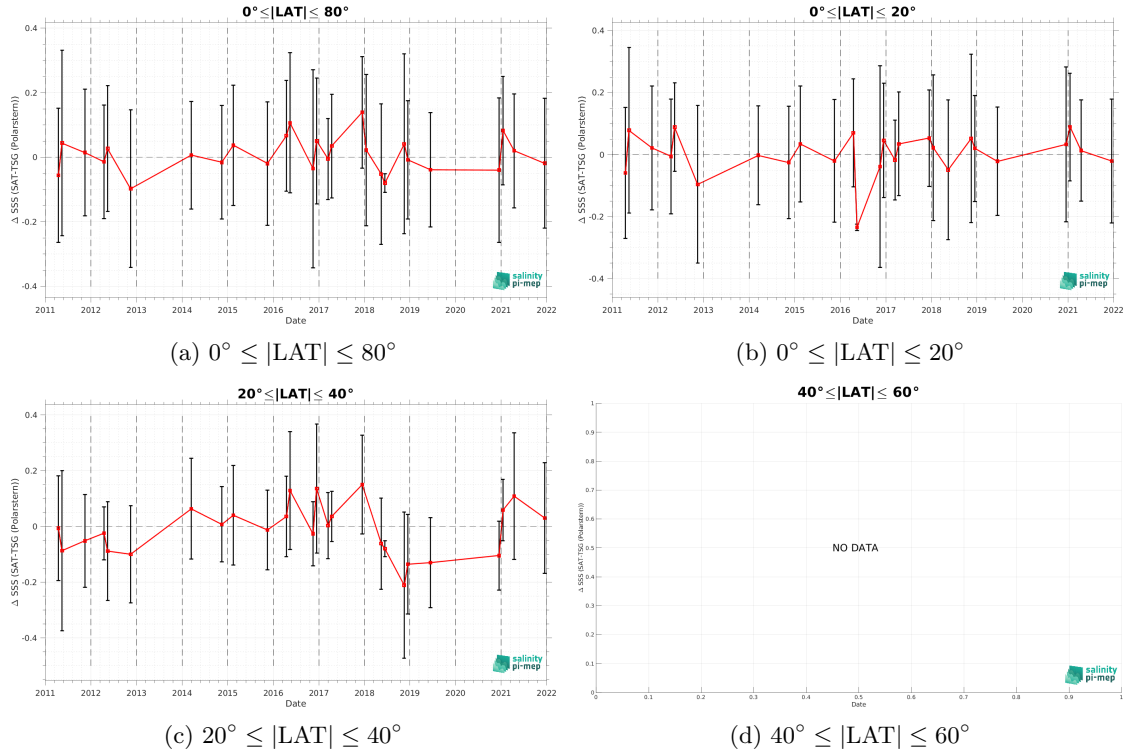 0°≤|LAT|≤ 80°
Δ SSS (SAT-TSG (Polarstern))
0.4
0.2
0
-0.2
-0.4
2011 2012 2013 2014 2015 2016 2017 2018 2019 2020 2021 2022
Date
salinity
pi-mep
(a) 0° ≤ |LAT| ≤ 80°
0°≤|LAT|≤ 20°
Δ SSS (SAT-TSG (Polarstern))
0.4
0.2
0
-0.2
-0.4
2011 2012 2013 2014 2015 2016 2017 2018 2019 2020 2021 2022
Date
salinity
pi-mep
(b) 0° ≤ |LAT| ≤ 20°
20°≤|LAT|≤ 40°
Δ SSS (SAT-TSG (Polarstern))
0.4
0.2
0
-0.2
-0.4
2011 2012 2013 2014 2015 2016 2017 2018 2019 2020 2021 2022
Date
salinity
pi-mep
(c) 20° ≤ |LAT| ≤ 40°
40°≤|LAT|≤ 60°
Δ SSS (SAT-TSG (Polarstern))
1
0.9
0.8
0.7
0.6
0.5
0.4
0.3
0.2
0.1
0
NO DATA
0 0.1 0.2 0.3 0.4 0.5 0.6 0.7 0.8 0.9 1
Date
salinity
pi-mep
(d) 40° ≤ |LAT| ≤ 60°